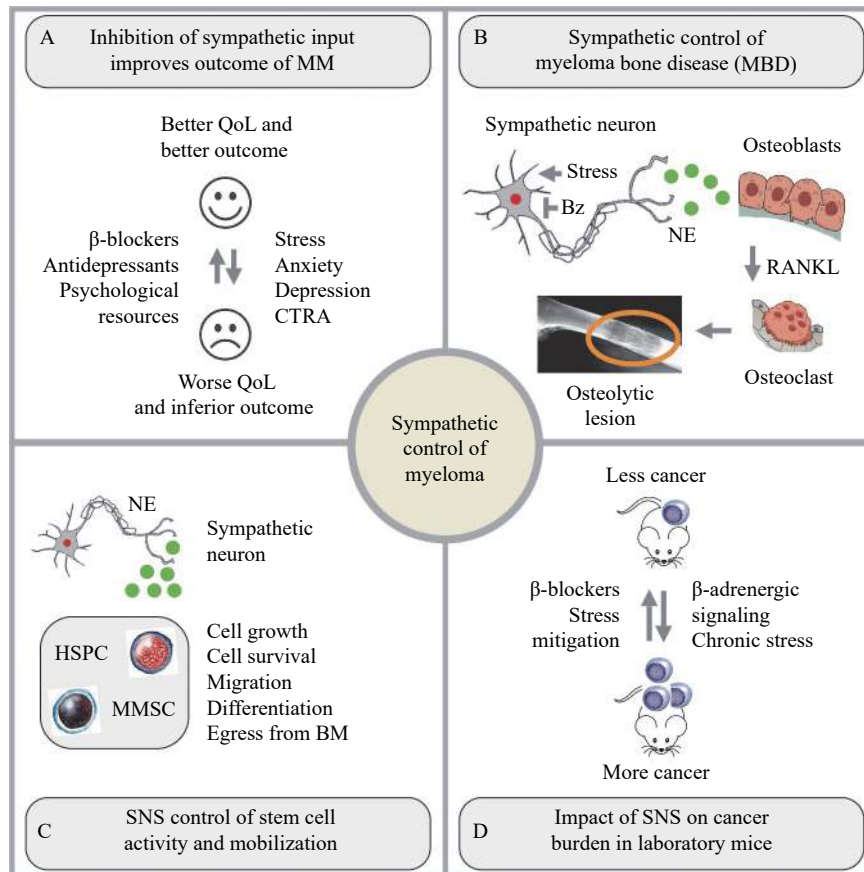 A
Inhibition of sympathetic input
improves outcome of MM
Better QoL and
better outcome
β-blockers
Antidepressants
Psychological
resources
Stress
Anxiety
Depression
CTRA
Worse QoL
and inferior outcome
B
Sympathetic control of
myeloma bone disease (MBD)
Sympathetic neuron
Stress
Bz
NE
Osteoblasts
RANKL
Osteoclast
Osteolytic
lesion
Sympathetic
control of
myeloma
NE
Sympathetic
neuron
HSPC
MMSC
Cell growth
Cell survival
Migration
Differentiation
Egress from BM
C
SNS control of stem cell
activity and mobilization
Less cancer
β-blockers
Stress
mitigation
β-adrenergic
signaling
Chronic stress
More cancer
D
Impact of SNS on cancer
burden in laboratory mice